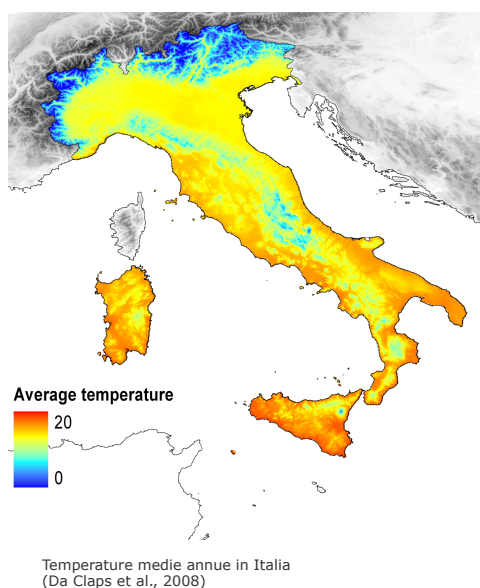 Average temperature
20
0
Temperature medie annue in Italia
(Da Claps et al., 2008)